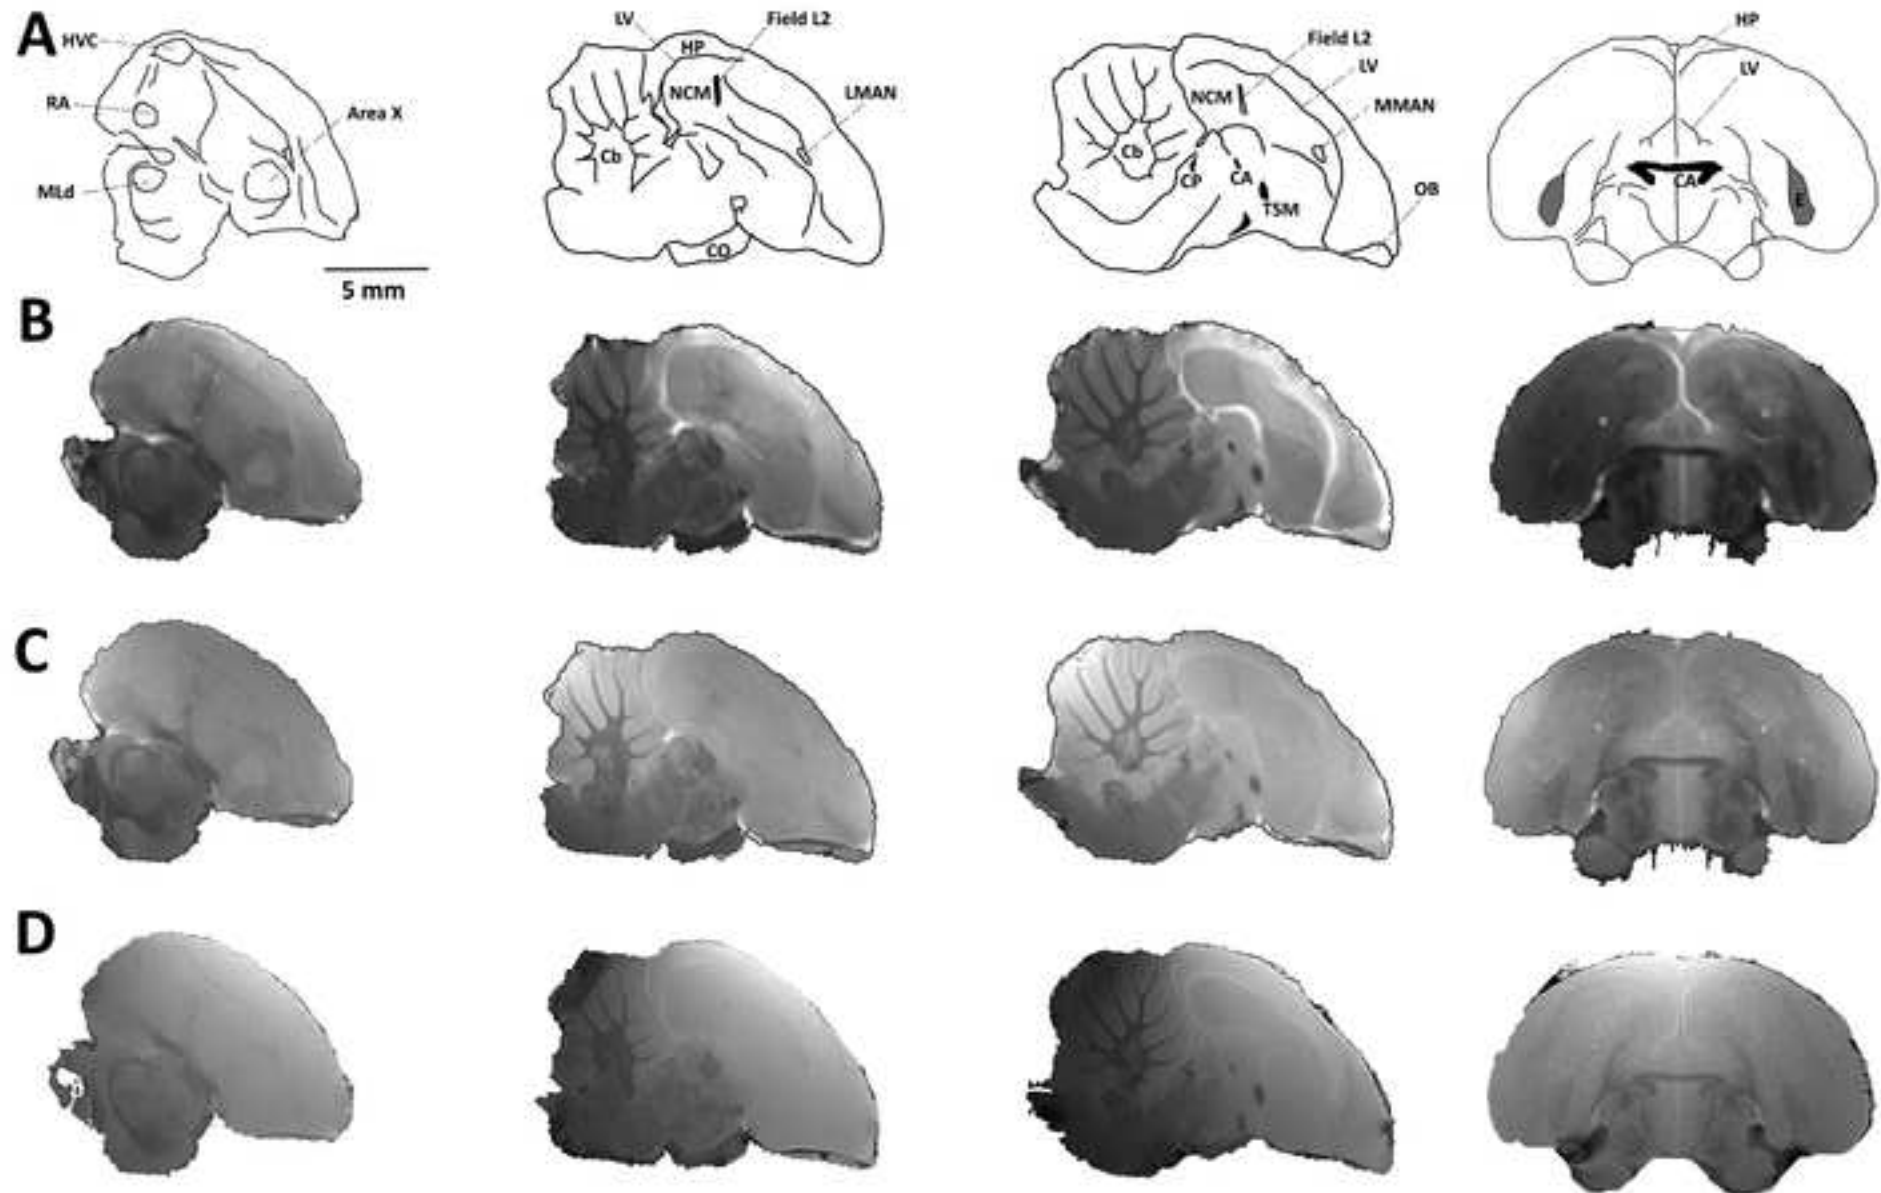 A
HVC
RA
MLd
Area X
5 mm
LV
HP
Field L2
NCM
LMAN
Cb
CO
Field L2
LV
NCM
MMAN
Cb
CP
CA
TSM
OB
HP
LV
CA
E
B
C
D